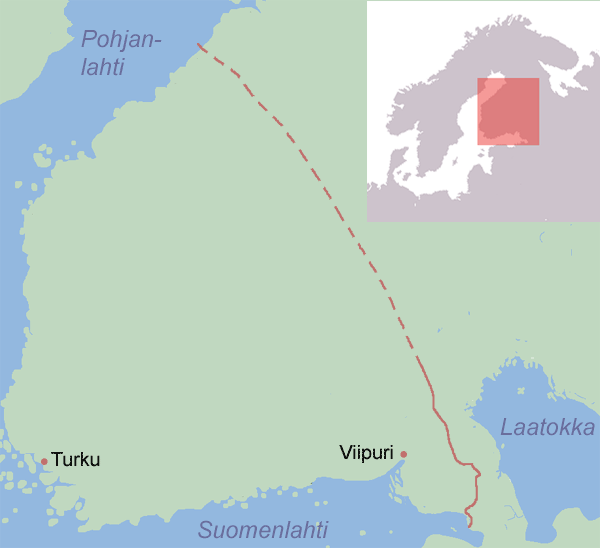 Pohjan-
lahti
Laatokka
Viipuri
Turku
Suomenlahti